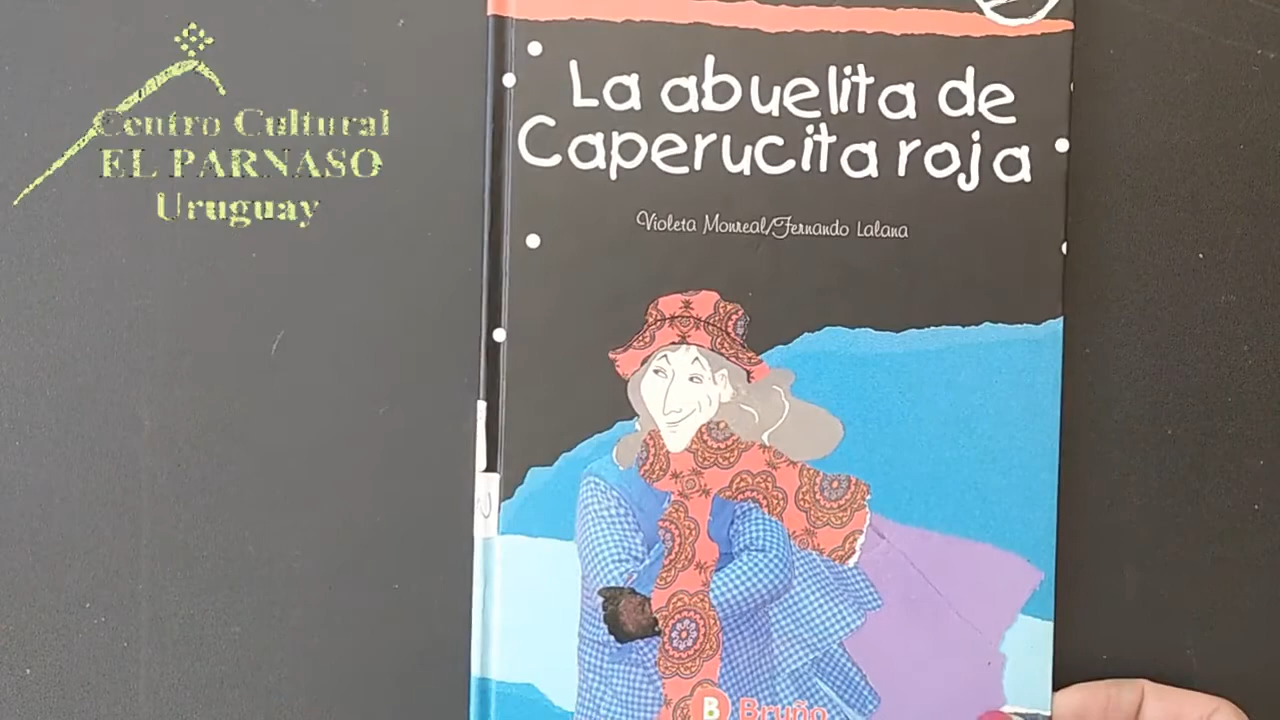 Centro Cultural
EL PARNASO
Uruguay
La abuelita de
Caperucita roja
Violeta Monreal/Fernando Lalana
B Bruño